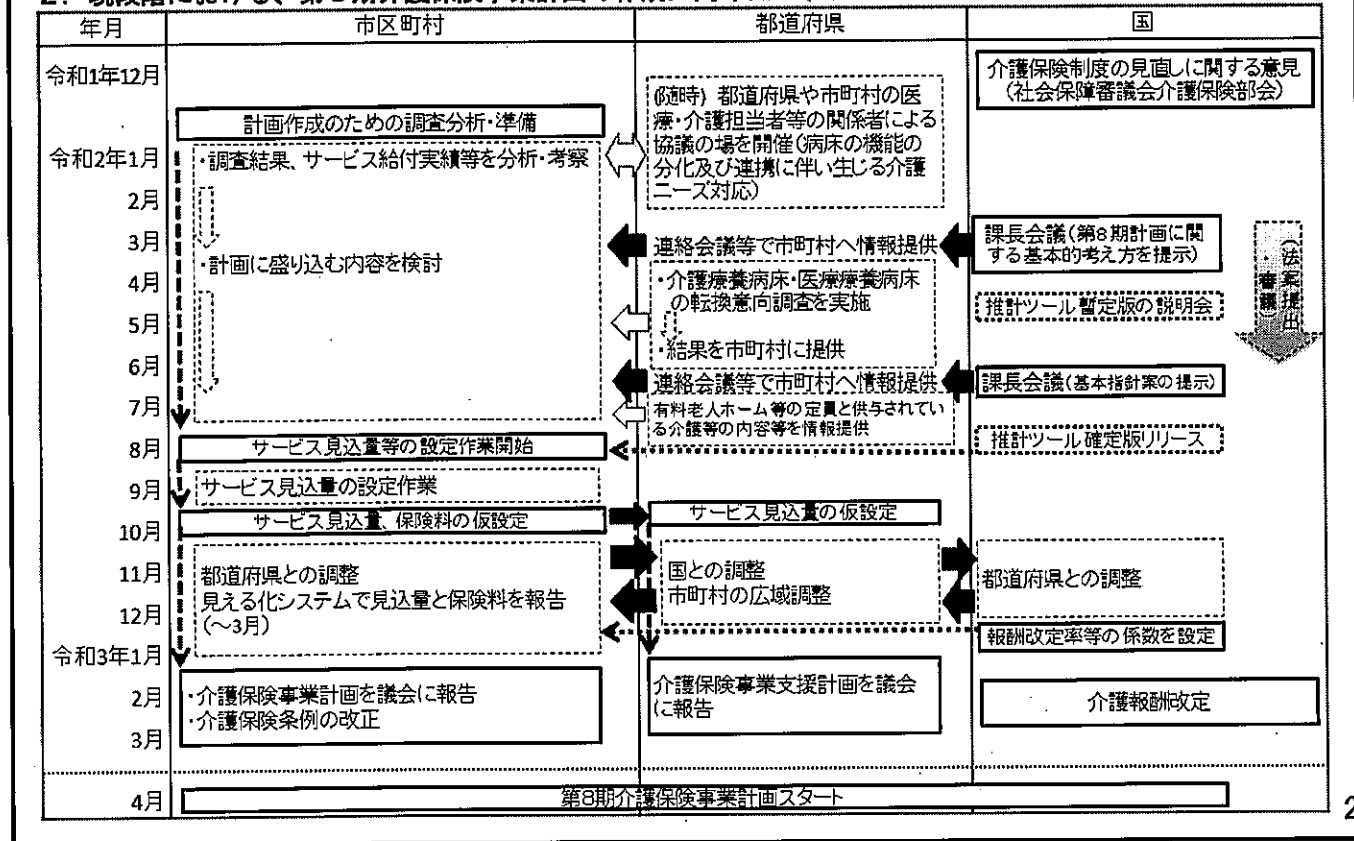 年月
市区町村
都道府県
国
令和1年12月
令和2年1月
2月
3月
4月
5月
6月
7月
8月
9月
10月
11月
12月
令和3年1月
2月
3月
4月
計画作成のための調査分析・準備
・調査結果、サービス給付実績等を分析・考察
・計画に盛り込む内容を検討
サービス見込量等の設定作業開始
サービス見込量の設定作業
サービス見込量、保険料の仮設定
都道府県との調整
見える化システムで見込量と保険料を報告
(～3月)
・介護保険事業計画を議会に報告
・介護保険条例の改正
(随時) 都道府県や市町村の医
療・介護担当者等の関係者による
協議の場を開催(病床の機能の
分化及び連携に伴い生じる介護
ニーズ対応)
連絡会議等で市町村へ情報提供
・介護療養病床・医療療養病床
の転換意向調査を実施
・結果を市町村に提供
連絡会議等で市町村へ情報提供
有料老人ホーム等の定員と供与されてい
る介護等の内容等を情報提供
サービス見込量の仮設定
国との調整
市町村の広域調整
介護保険事業支援計画を議会
に報告
介護保険制度の見直しに関する意見
(社会保障審議会介護保険部会)
課長会議(第8期計画に関
する基本的考え方を提示)
推計ツール暫定版の説明会
(法案提出
・審議)
課長会議(基本指針案の提示)
推計ツール確定版リリース
都道府県との調整
報酬改定率等の係数を設定
介護報酬改定
第8期介護保険事業計画スタート
2